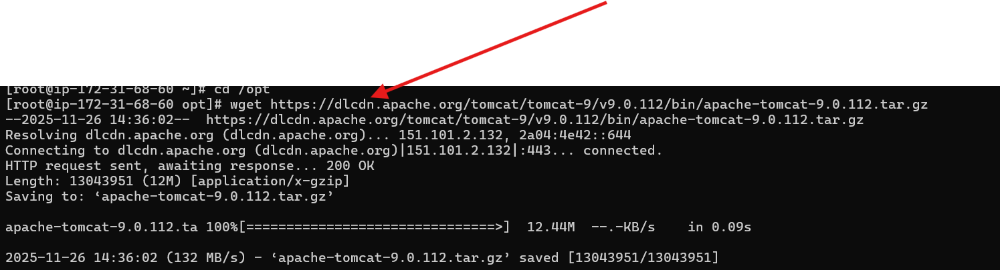 [root@ip-172-31-68-60 ~]# cd /opt
[root@ip-172-31-68-60 opt]# wget https://dlcdn.apache.org/tomcat/tomcat-9/v9.0.112/bin/apache-tomcat-9.0.112.tar.gz
--2025-11-26 14:36:02--  https://dlcdn.apache.org/tomcat/tomcat-9/v9.0.112/bin/apache-tomcat-9.0.112.tar.gz
Resolving dlcdn.apache.org (dlcdn.apache.org)... 151.101.2.132, 2a04:4e42::644
Connecting to dlcdn.apache.org (dlcdn.apache.org)|151.101.2.132|:443... connected.
HTTP request sent, awaiting response... 200 OK
Length: 13043951 (12M) [application/x-gzip]
Saving to: ‘apache-tomcat-9.0.112.tar.gz’
apache-tomcat-9.0.112.ta 100%[===============================>]  12.44M  --.-KB/s    in 0.09s
2025-11-26 14:36:02 (132 MB/s) - ‘apache-tomcat-9.0.112.tar.gz’ saved [13043951/13043951]